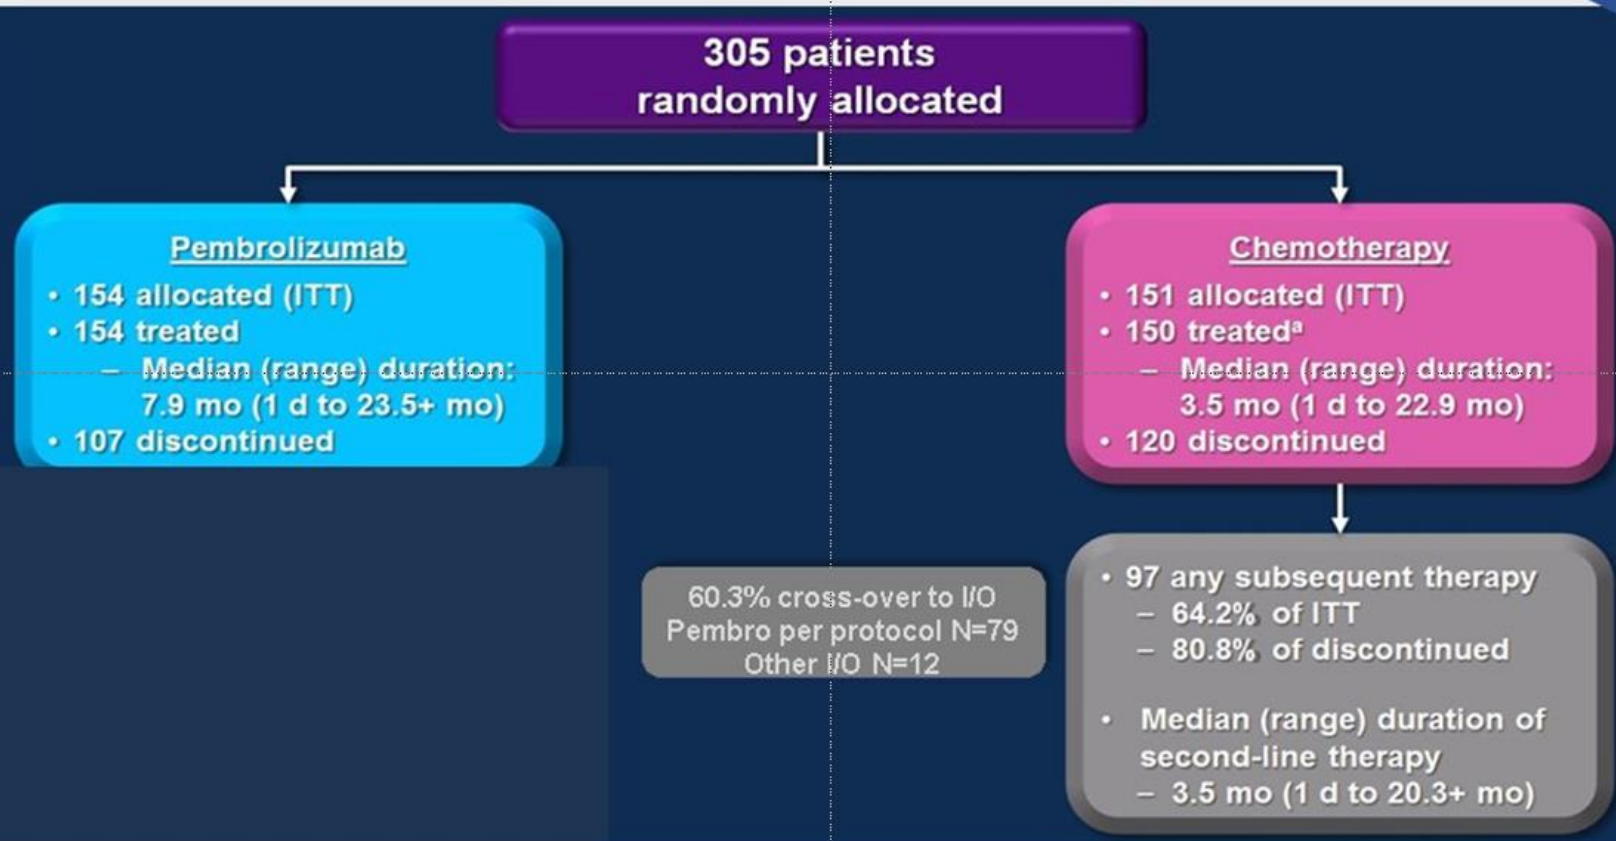 305 patients
randomly allocated
Pembrolizumab
• 154 allocated (ITT)
• 154 treated
– Median (range) duration:
7.9 mo (1 d to 23.5+ mo)
• 107 discontinued
Chemotherapy
• 151 allocated (ITT)
• 150 treatedᵃ
– Median (range) duration:
3.5 mo (1 d to 22.9 mo)
• 120 discontinued
60.3% cross-over to I/O
Pembro per protocol N=79
Other I/O N=12
• 97 any subsequent therapy
– 64.2% of ITT
– 80.8% of discontinued
• Median (range) duration of
second-line therapy
– 3.5 mo (1 d to 20.3+ mo)